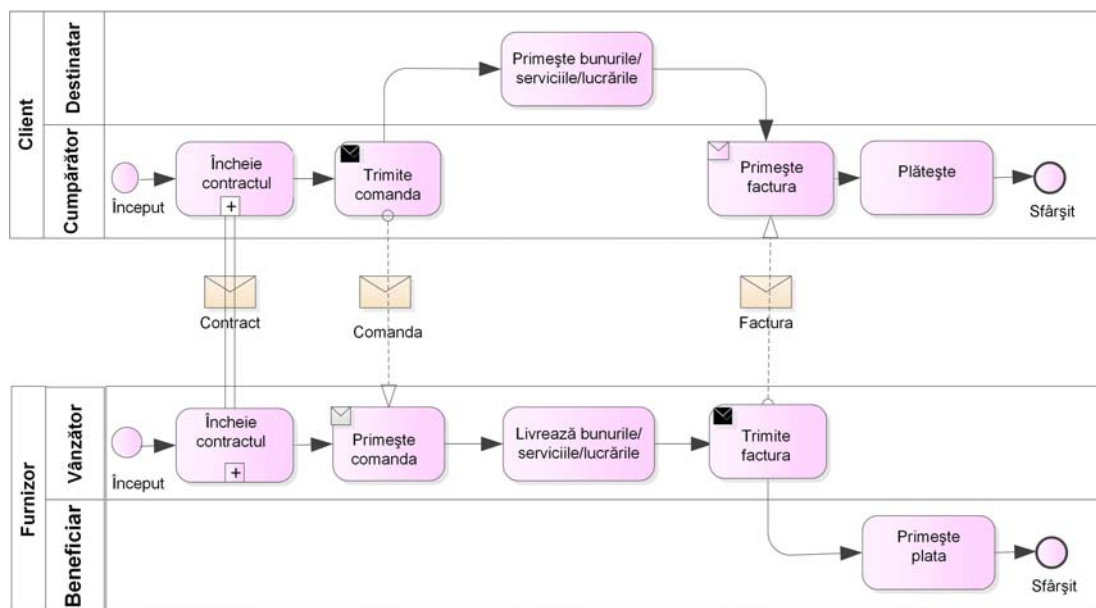 Client
Destinatar
Primeşte bunurile/
serviciile/lucrările
Cumpărător
Început
Încheie
contractul
+
Trimite
comanda
Primeşte
factura
Plăteşte
Sfârşit
Contract
Comanda
Factura
Furnizor
Vânzător
Început
Încheie
contractul
+
Primeşte
comanda
Livrează bunurile/
serviciile/lucrările
Trimite
factura
Beneficiar
Primeşte
plata
Sfârşit